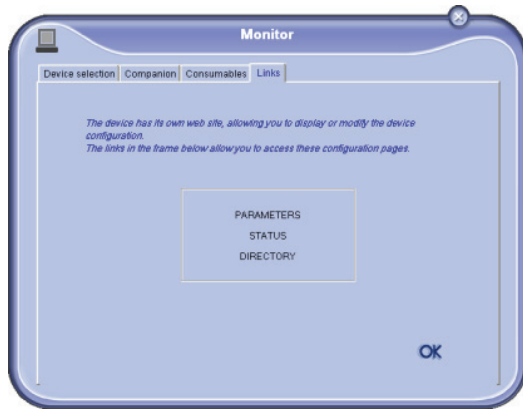 Monitor
Device selection Companion Consumables Links
The device has its own web site, allowing you to display or modify the device
configuration.
The links in the frame below allow you to access these configuration pages.
PARAMETERS
STATUS
DIRECTORY
OK